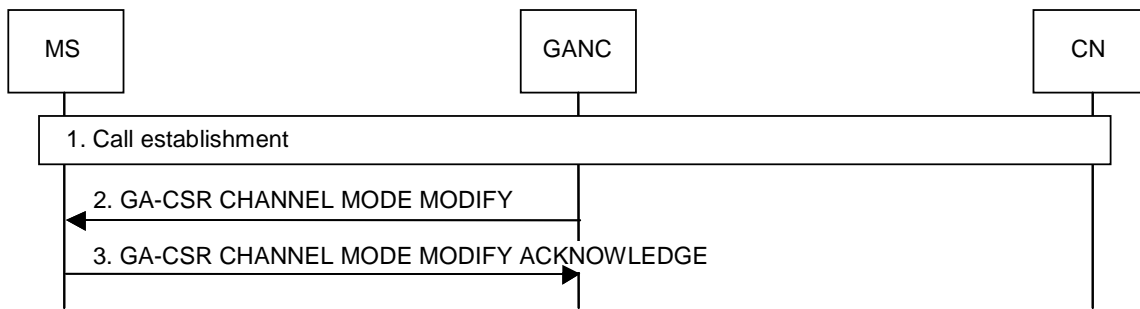 MS
GANC
CN
1. Call establishment
2. GA-CSR CHANNEL MODE MODIFY
3. GA-CSR CHANNEL MODE MODIFY ACKNOWLEDGE